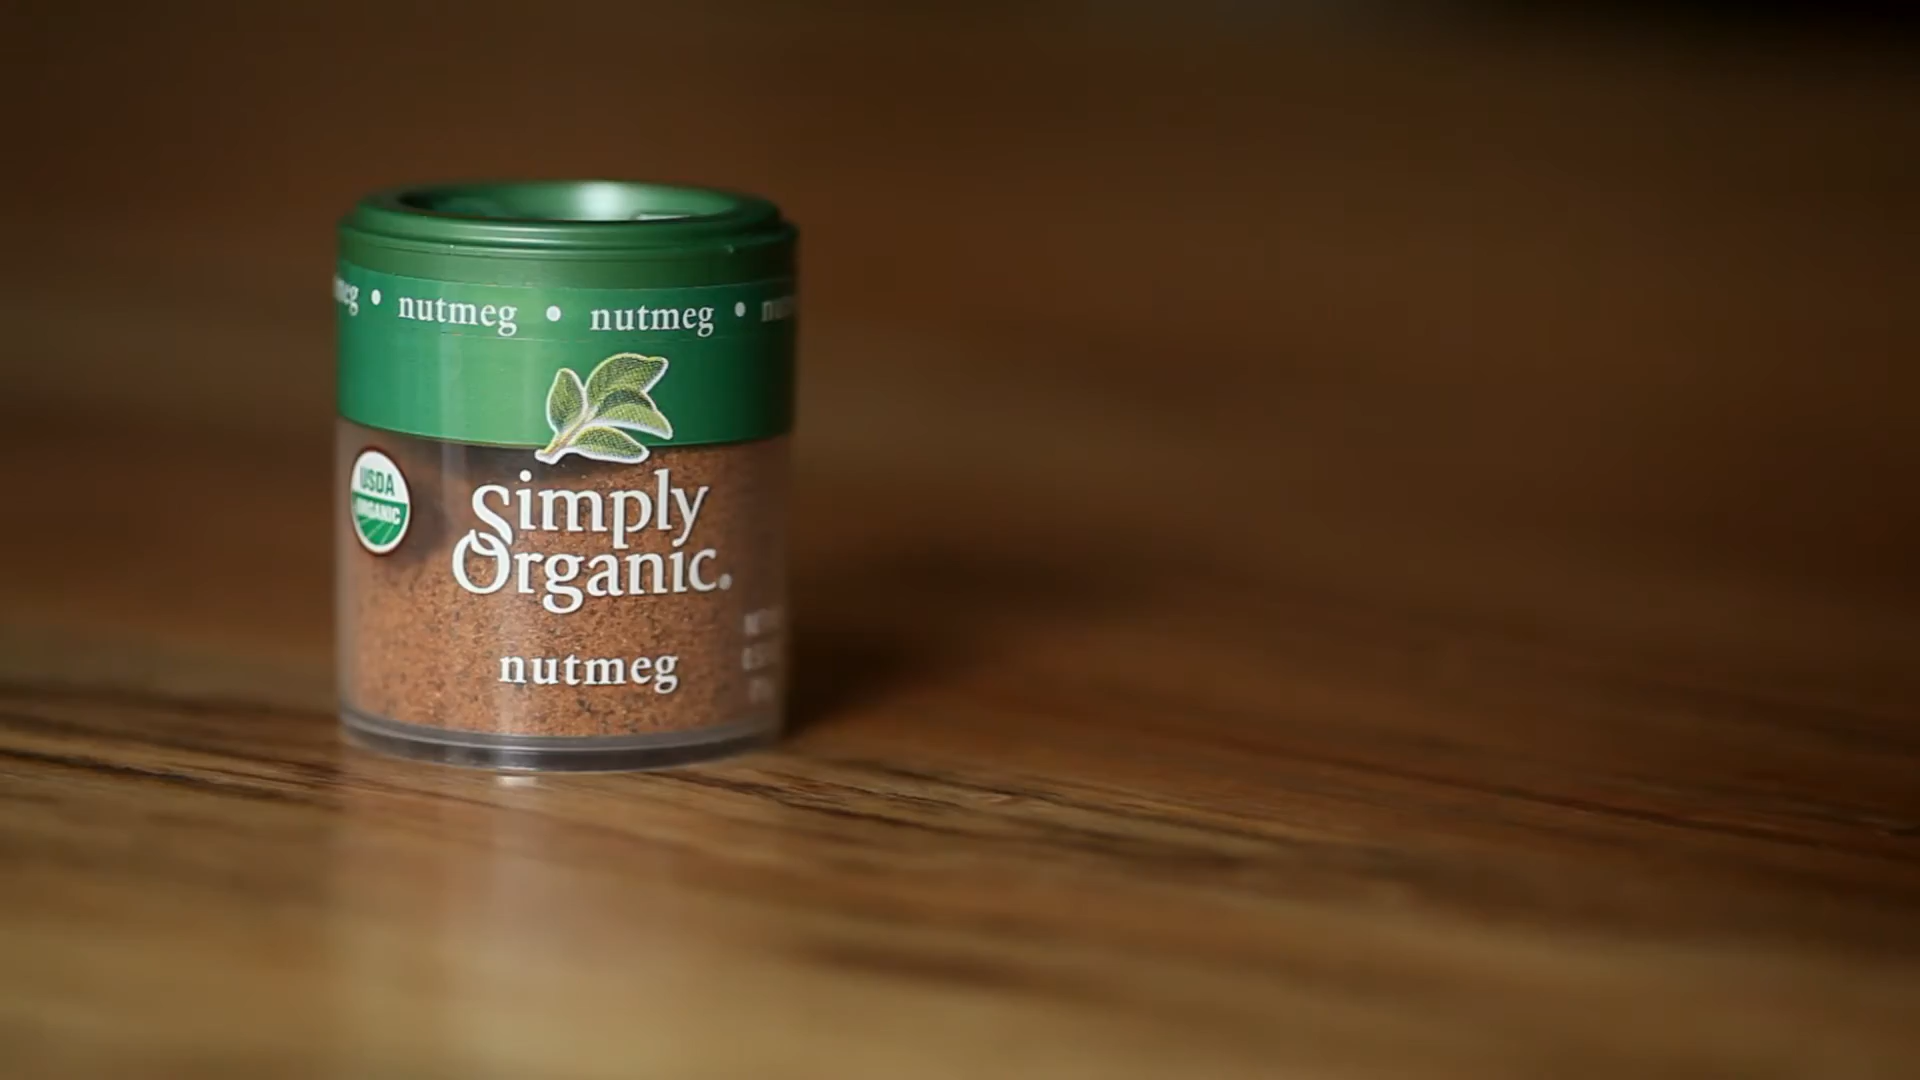 nutmeg • nutmeg •
USDA
ORGANIC
Simply
Organic.
nutmeg